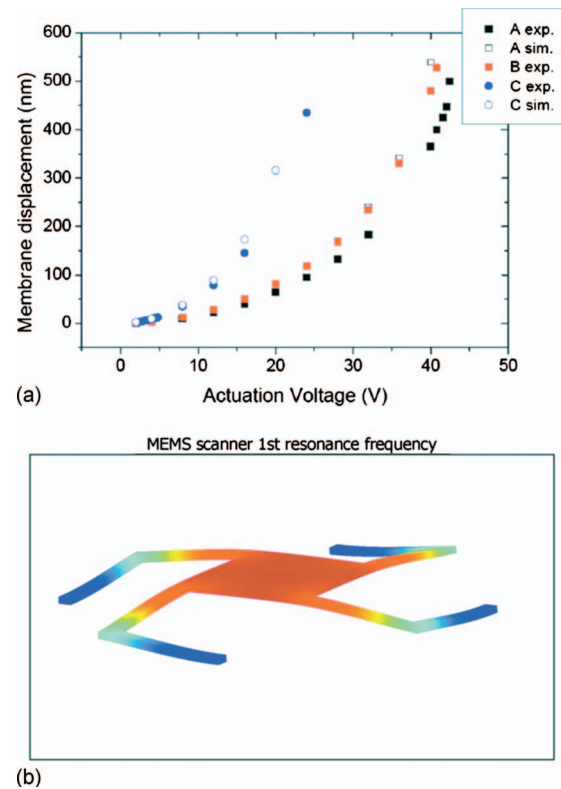 A exp.
A sim.
B exp.
C exp.
C sim.
600
500
400
300
200
100
0
Membrane displacement (nm)
0 10 20 30 40 50
Actuation Voltage (V)
(a)
MEMS scanner 1st resonance frequency
(b)